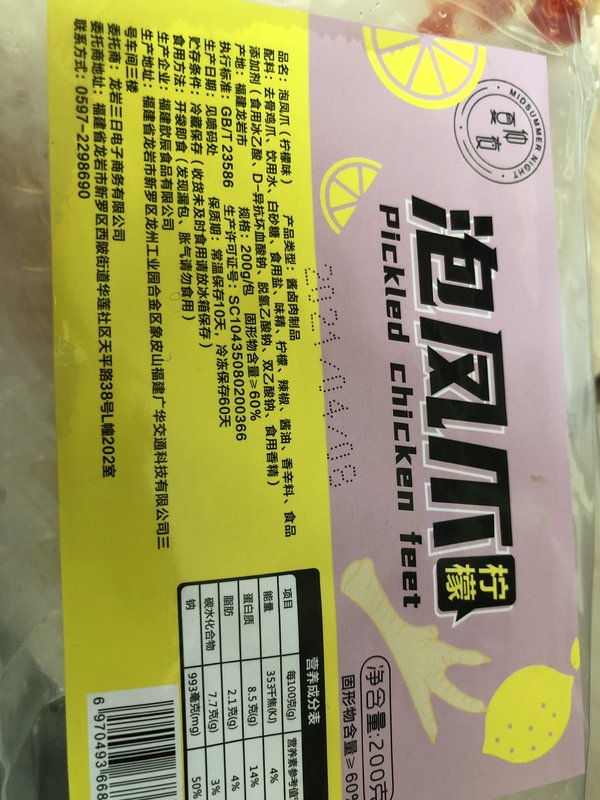 仲夏夜
MIDSUMMER NIGHT
泡凤爪
柠檬
Pickled chicken feet
净含量:200克
固形物含量≥60%
品名：泡凤爪（柠檬味） 产品类型：酱卤肉制品
配料：去骨鸡爪、饮用水、白砂糖、食用盐、味精、柠檬、辣椒、酱油、香辛料、食品
添加剂（食用冰乙酸、D-异抗坏血酸钠、脱氢乙酸钠、双乙酸钠、食用香精）
产地：福建龙岩市 规格：200g/包 固形物含量≥60%
执行标准：GB/T 23586 生产许可证号：SC10435080200366
生产日期：见喷码处 保质期：常温保存10天，冷冻保存60天
贮存条件：冷藏保存（收货未及时食用请放冰箱保存）
食用方法：开袋即食（发现漏包、胀气请勿食用）
生产企业：福建歆辰食品有限公司
生产地址：福建省龙岩市新罗区龙州工业园合金区象皮山福建广华交通科技有限公司三
号车间三楼
委托商：龙岩三日电子商务有限公司
委托商地址：福建省龙岩市新罗区西陂街道华莲社区天平路38号L幢202室
联系方式：0597-2298690
营养成分表
项目 每100克(g) 营养素参考值%
能量 353千焦(KJ) 4%
蛋白质 8.5克(g) 14%
脂肪 2.1克(g) 4%
碳水化合物 7.7克(g) 3%
钠 993毫克(mg) 50%
6 970493 668